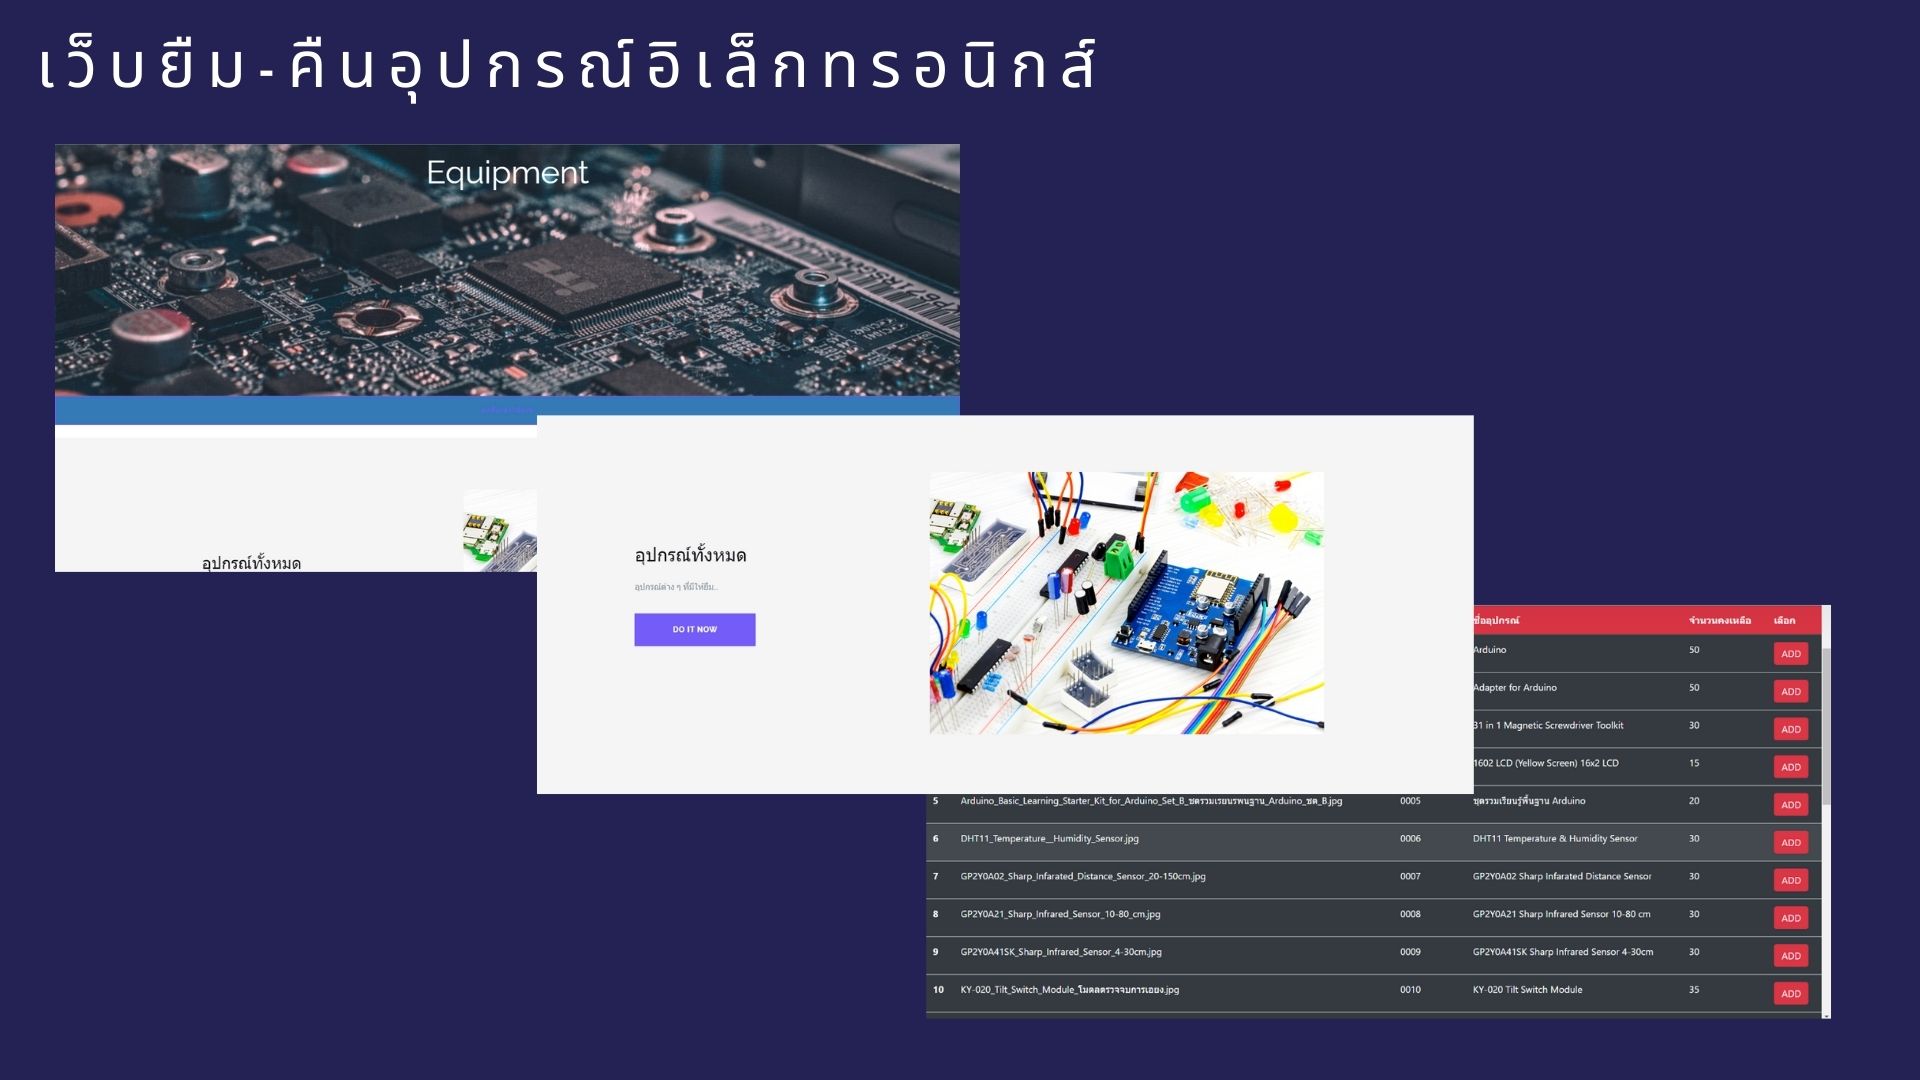 เว็บยืม-คืนอุปกรณ์อิเล็กทรอนิกส์
Equipment
อุปกรณ์ทั้งหมด
อุปกรณ์ทั้งหมด
อุปกรณ์ต่าง ๆ ที่มีให้ยืม..
DO IT NOW
ชื่ออุปกรณ์ จำนวนคงเหลือ เลือก
Arduino 50 ADD
Adapter for Arduino 50 ADD
31 in 1 Magnetic Screwdriver Toolkit 30 ADD
1602 LCD (Yellow Screen) 16x2 LCD 15 ADD
5 Arduino_Basic_Learning_Starter_Kit_for_Arduino_Set_B_ชุดรวมเรียนรู้พื้นฐาน_Arduino_ชุด_B.jpg 0005 ชุดรวมเรียนรู้พื้นฐาน Arduino 20 ADD
6 DHT11_Temperature__Humidity_Sensor.jpg 0006 DHT11 Temperature & Humidity Sensor 30 ADD
7 GP2Y0A02_Sharp_Infarated_Distance_Sensor_20-150cm.jpg 0007 GP2Y0A02 Sharp Infarated Distance Sensor 30 ADD
8 GP2Y0A21_Sharp_Infrared_Sensor_10-80_cm.jpg 0008 GP2Y0A21 Sharp Infrared Sensor 10-80 cm 30 ADD
9 GP2Y0A41SK_Sharp_Infrared_Sensor_4-30cm.jpg 0009 GP2Y0A41SK Sharp Infrared Sensor 4-30cm 30 ADD
10 KY-020_Tilt_Switch_Module_โมดูลตรวจจับการเอียง.jpg 0010 KY-020 Tilt Switch Module 35 ADD